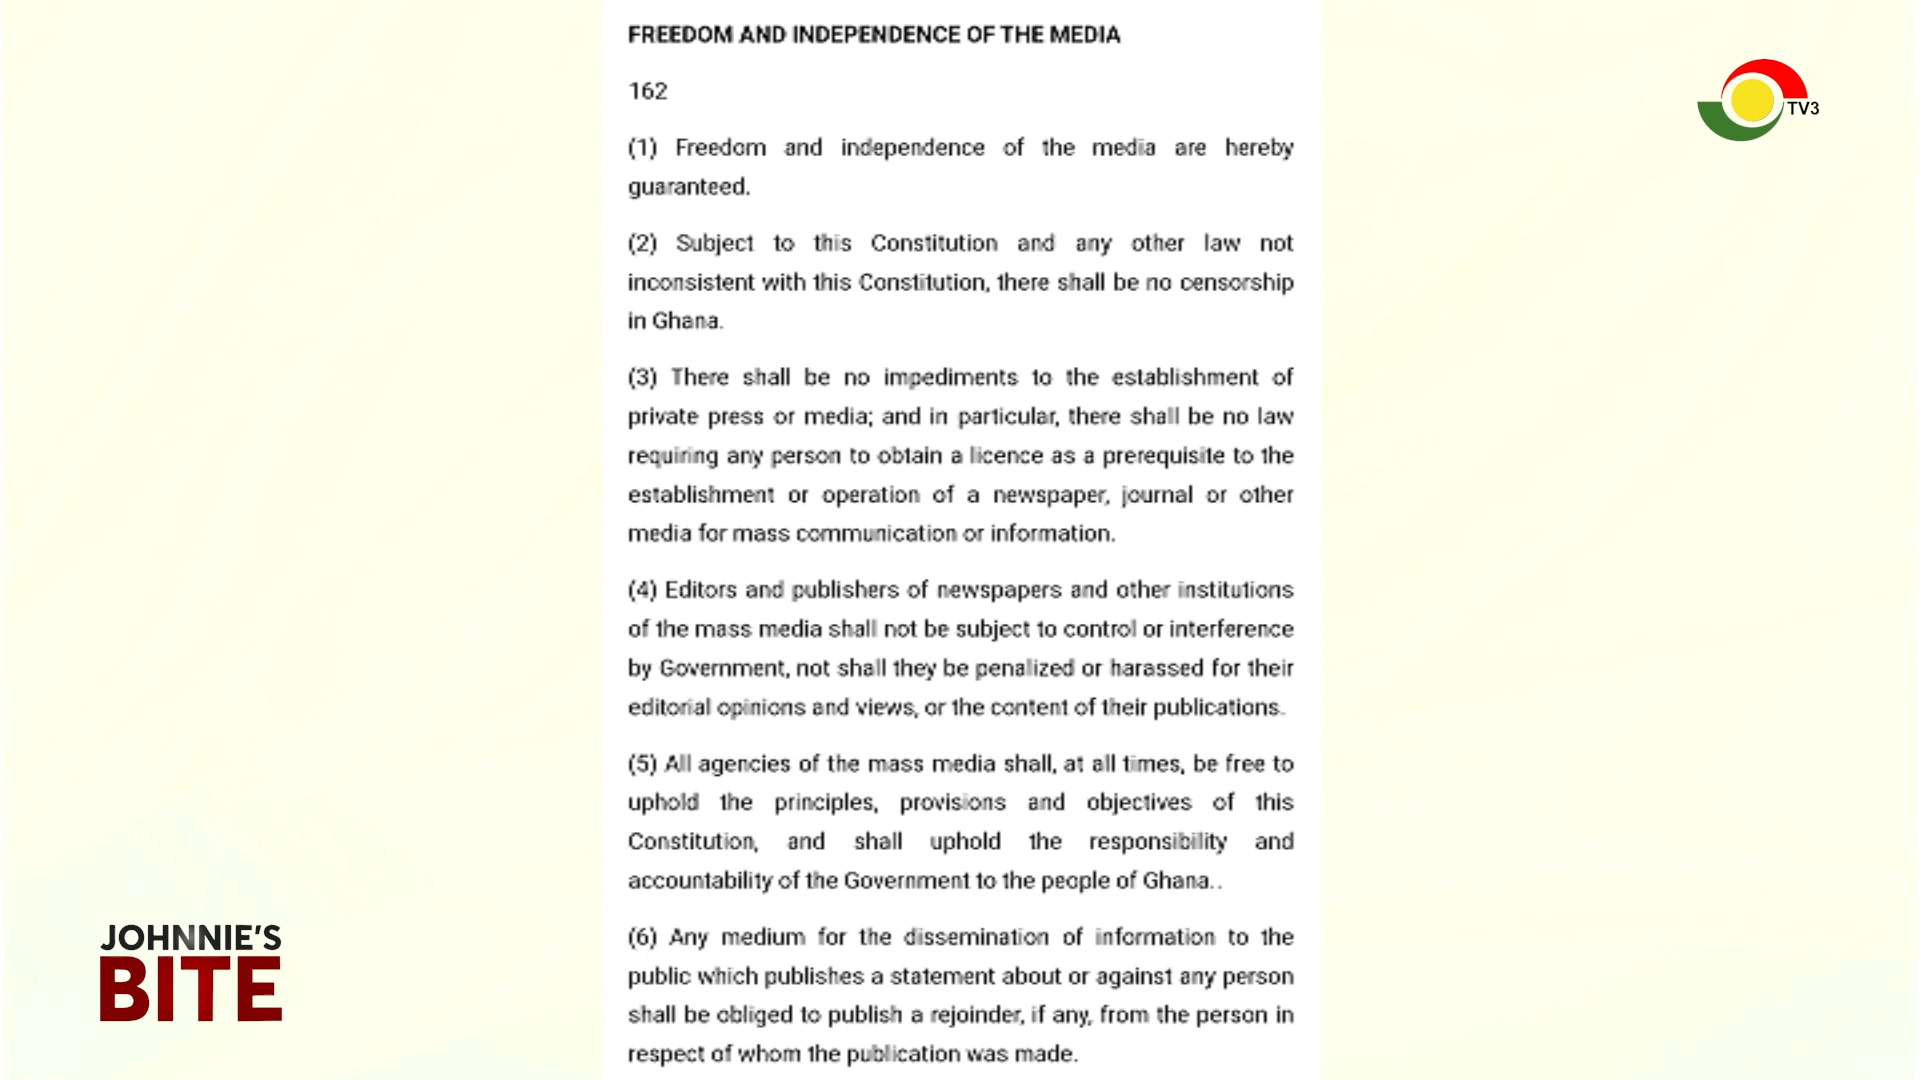 FREEDOM AND INDEPENDENCE OF THE MEDIA
162
(1) Freedom and independence of the media are hereby
guaranteed.
(2) Subject to this Constitution and any other law not
inconsistent with this Constitution, there shall be no censorship
in Ghana.
(3) There shall be no impediments to the establishment of
private press or media; and in particular, there shall be no law
requiring any person to obtain a licence as a prerequisite to the
establishment or operation of a newspaper, journal or other
media for mass communication or information.
(4) Editors and publishers of newspapers and other institutions
of the mass media shall not be subject to control or interference
by Government, not shall they be penalized or harassed for their
editorial opinions and views, or the content of their publications.
(5) All agencies of the mass media shall, at all times, be free to
uphold the principles, provisions and objectives of this
Constitution, and shall uphold the responsibility and
accountability of the Government to the people of Ghana..
(6) Any medium for the dissemination of information to the
public which publishes a statement about or against any person
shall be obliged to publish a rejoinder, if any, from the person in
respect of whom the publication was made.
TV3
JOHNNIE'S
BITE